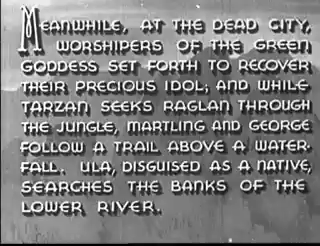 MEANWHILE, AT THE DEAD CITY,
WORSHIPERS OF THE GREEN
GODDESS SET FORTH TO RECOVER
THEIR PRECIOUS IDOL; AND WHILE
TARZAN SEEKS RAGLAN THROUGH
THE JUNGLE, MARTLING AND GEORGE
FOLLOW A TRAIL ABOVE A WATER-
FALL. ULA, DISGUISED AS A NATIVE,
SEARCHES THE BANKS OF THE
LOWER RIVER.